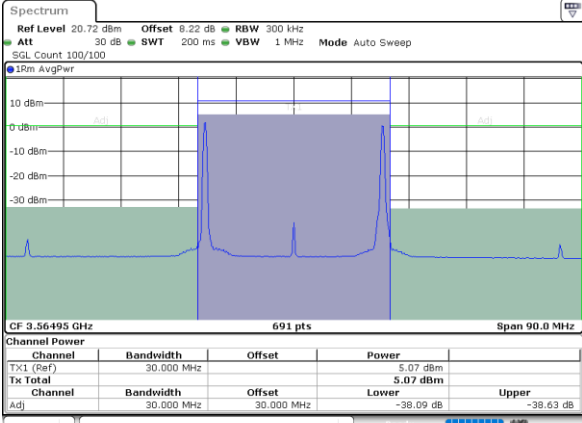 Spectrum
Ref Level 20.72 dBm Offset 8.22 dB RBW 300 kHz
Att 30 dB SWT 200 ms VBW 1 MHz Mode Auto Sweep
SGL Count 100/100
1Rm AvgPwr
10 dBm
Adj Adj
0 dBm
-10 dBm
-20 dBm
-30 dBm
CF 3.56495 GHz 691 pts Span 90.0 MHz
Channel Power
Channel Bandwidth Offset Power
TX1 (Ref) 30.000 MHz 5.07 dBm
Tx Total 5.07 dBm
Channel Bandwidth Offset Lower Upper
Adj 30.000 MHz 30.000 MHz -38.09 dB -38.63 dB